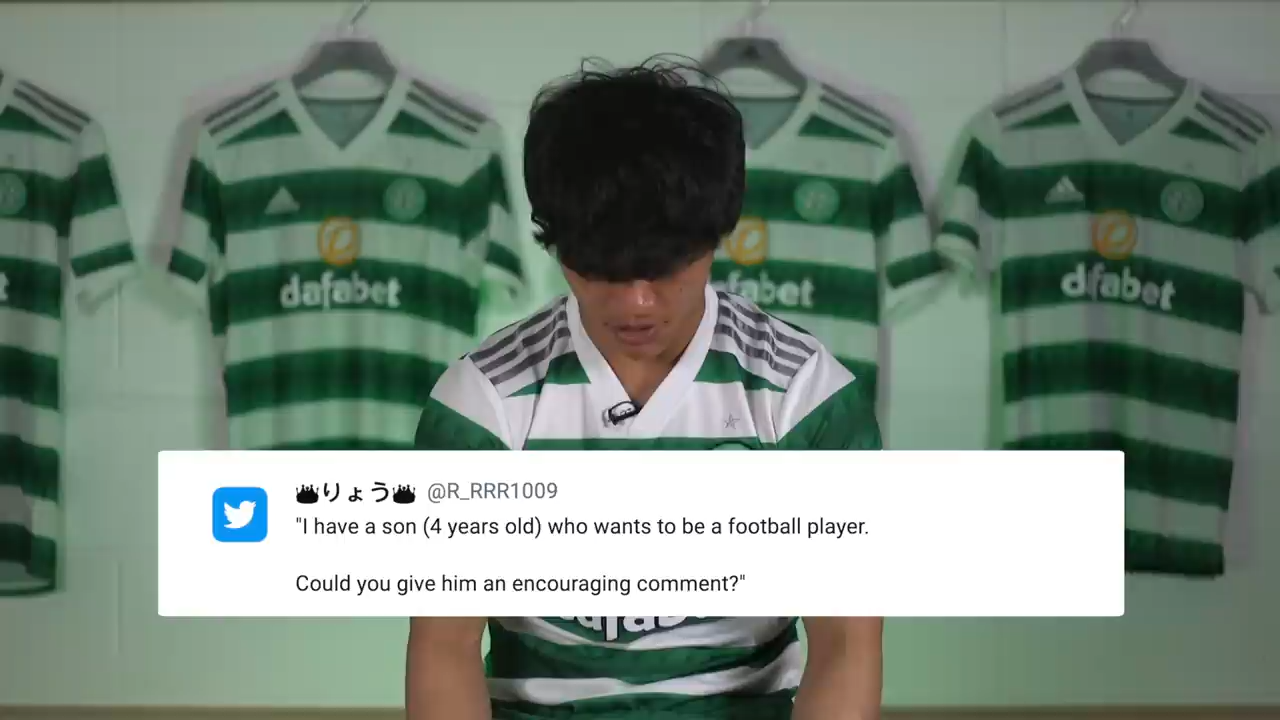 dafabet
dafabet
dafabet
👑りょう👑 @R_RRR1009
"I have a son (4 years old) who wants to be a football player.
Could you give him an encouraging comment?"